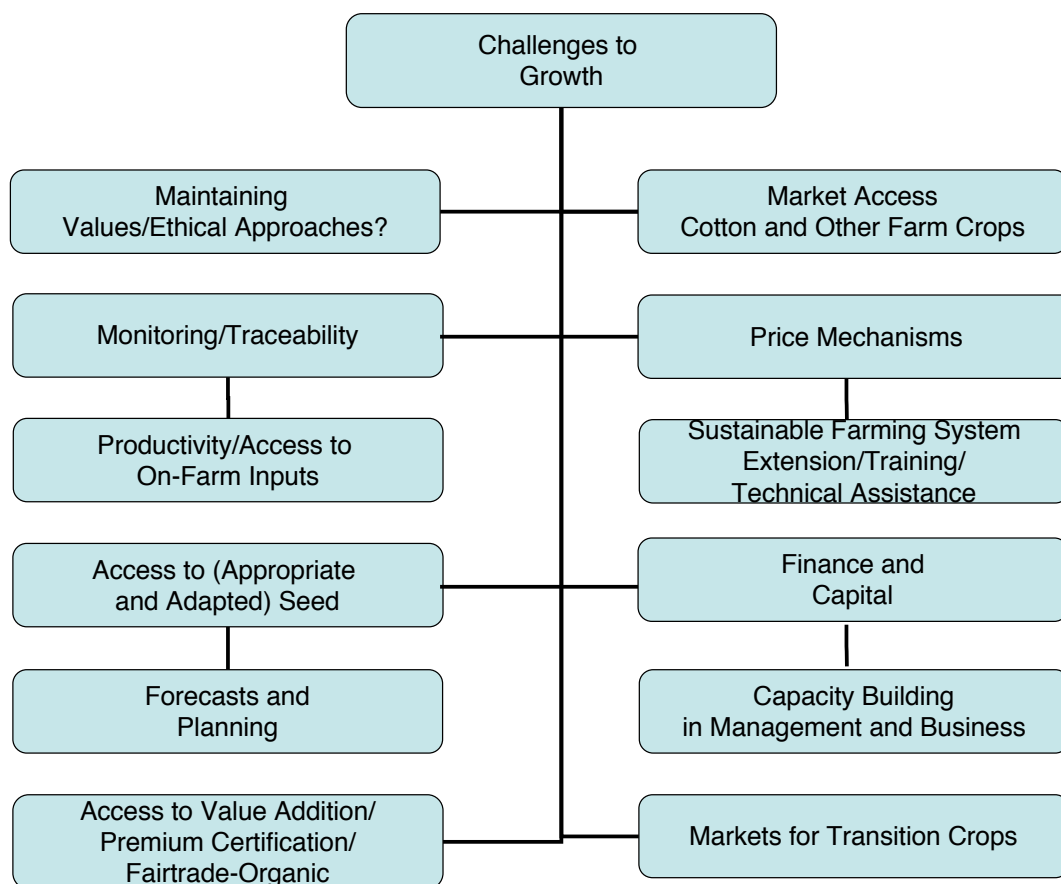 Challenges to
Growth
Maintaining
Values/Ethical Approaches?
Market Access
Cotton and Other Farm Crops
Monitoring/Traceability
Price Mechanisms
Productivity/Access to
On-Farm Inputs
Sustainable Farming System
Extension/Training/
Technical Assistance
Access to (Appropriate
and Adapted) Seed
Finance and
Capital
Forecasts and
Planning
Capacity Building
in Management and Business
Access to Value Addition/
Premium Certification/
Fairtrade-Organic
Markets for Transition Crops